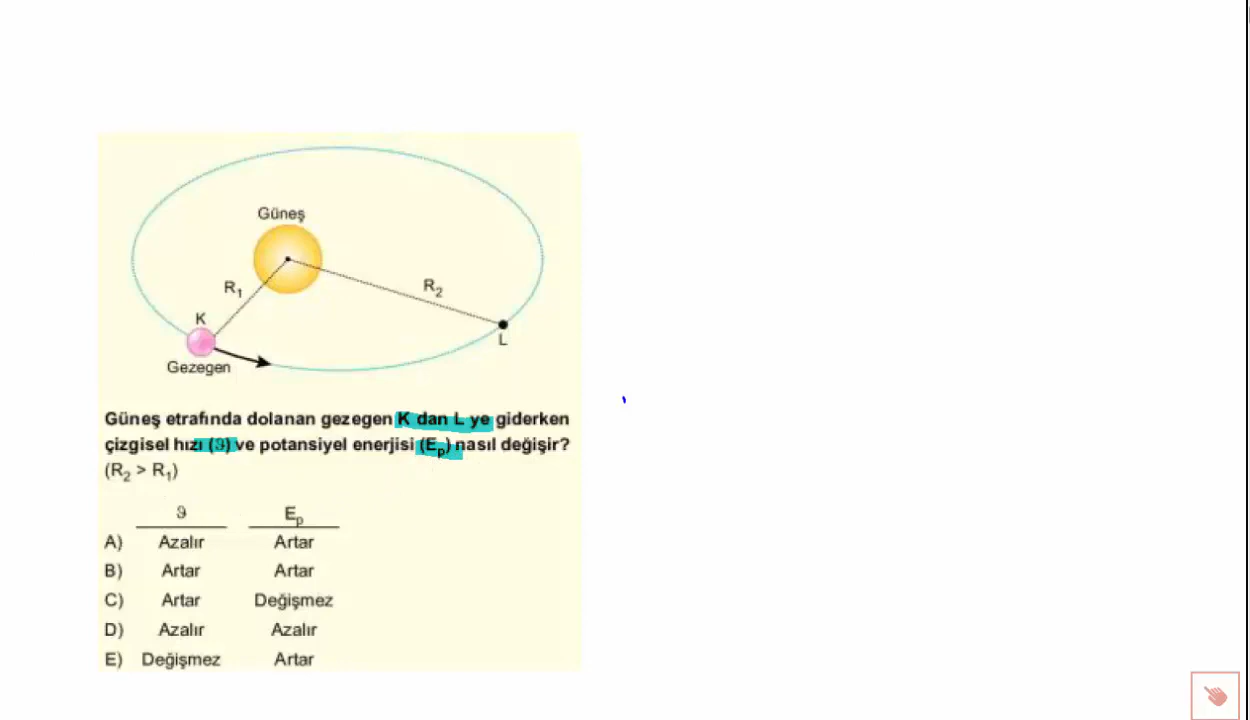 Güneş
R1
R2
K
L
Gezegen
Güneş etrafında dolanan gezegen K dan L ye giderken
çizgisel hızı (ϑ) ve potansiyel enerjisi (Ep) nasıl değişir?
(R2 > R1)
ϑ Ep
A) Azalır Artar
B) Artar Artar
C) Artar Değişmez
D) Azalır Azalır
E) Değişmez Artar